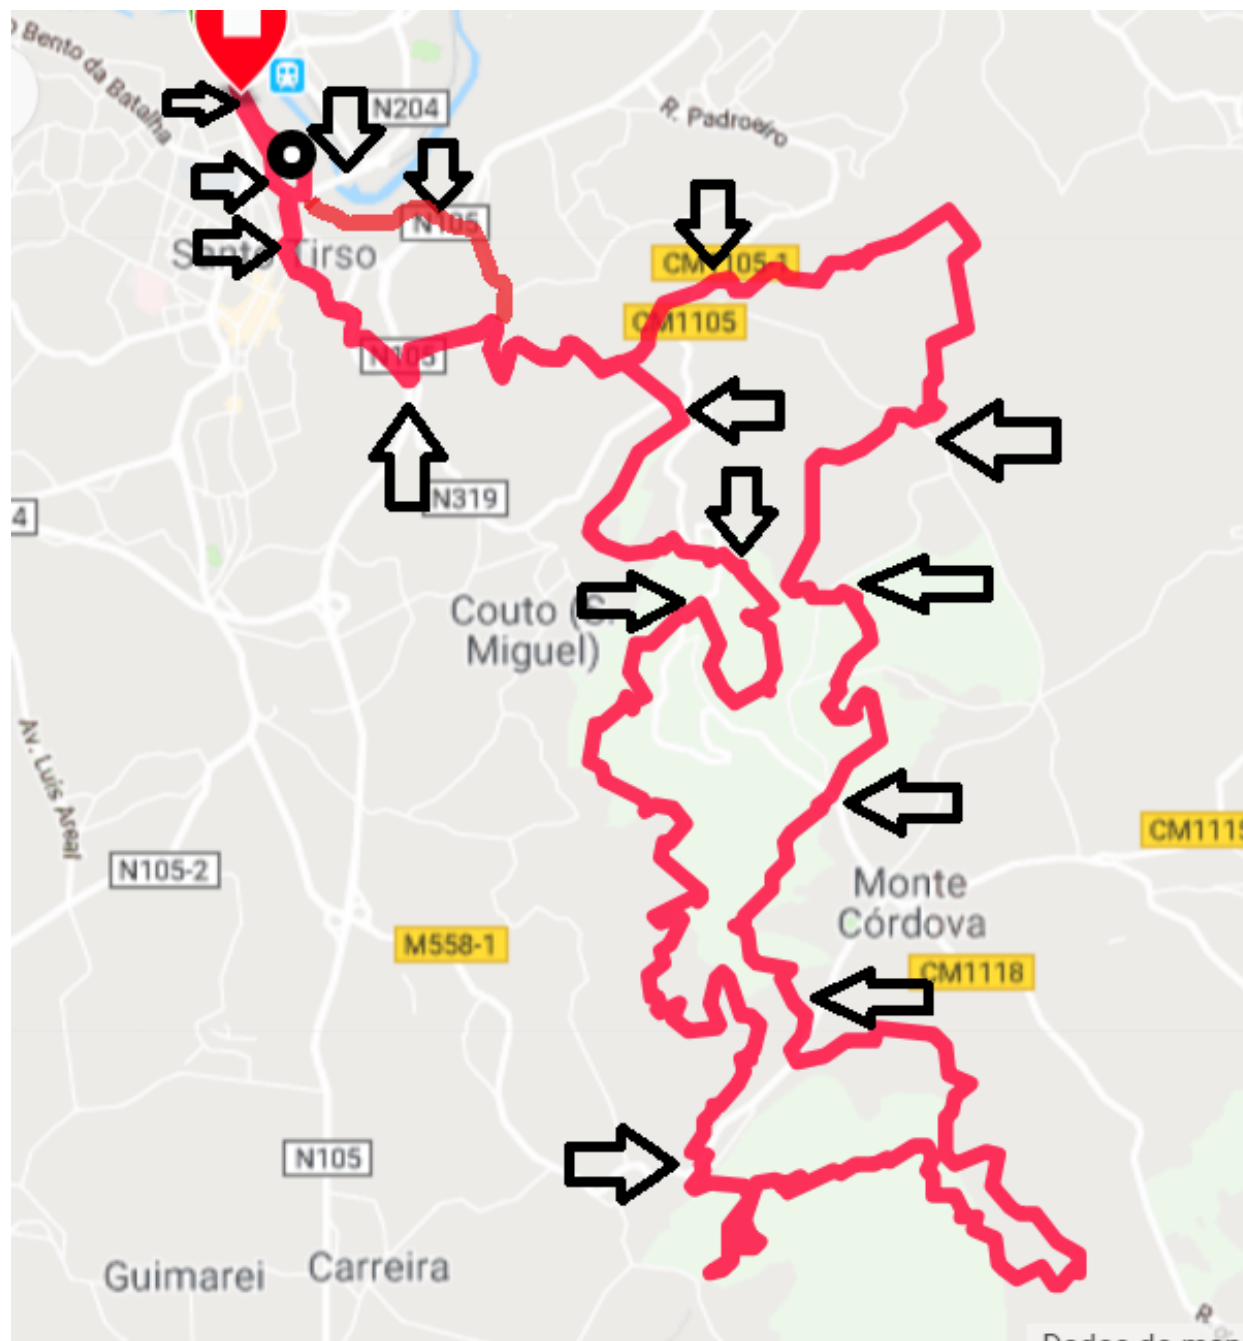 Bento da Batalha
N204
R. Padroeiro
N105
Santo Tirso
CM1105-1
CM1105
N105
N319
4
Couto (S.
Miguel)
Av. Luís Areal
CM1115
N105-2
Monte
Córdova
M558-1
CM1118
N105
Guimarei
Carreira
R.